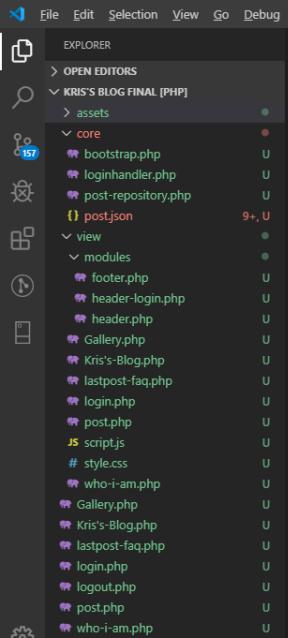 File Edit Selection View Go Debug
EXPLORER
OPEN EDITORS
KRIS'S BLOG FINAL [PHP]
assets
core
bootstrap.php U
loginhandler.php U
post-repository.php U
{} post.json 9+, U
157
view
modules
footer.php U
header-login.php U
header.php U
Gallery.php U
Kris's-Blog.php U
lastpost-faq.php U
login.php U
post.php U
JS script.js U
# style.css U
who-i-am.php U
Gallery.php U
Kris's-Blog.php U
lastpost-faq.php U
login.php U
logout.php U
post.php U
who-i-am.php U